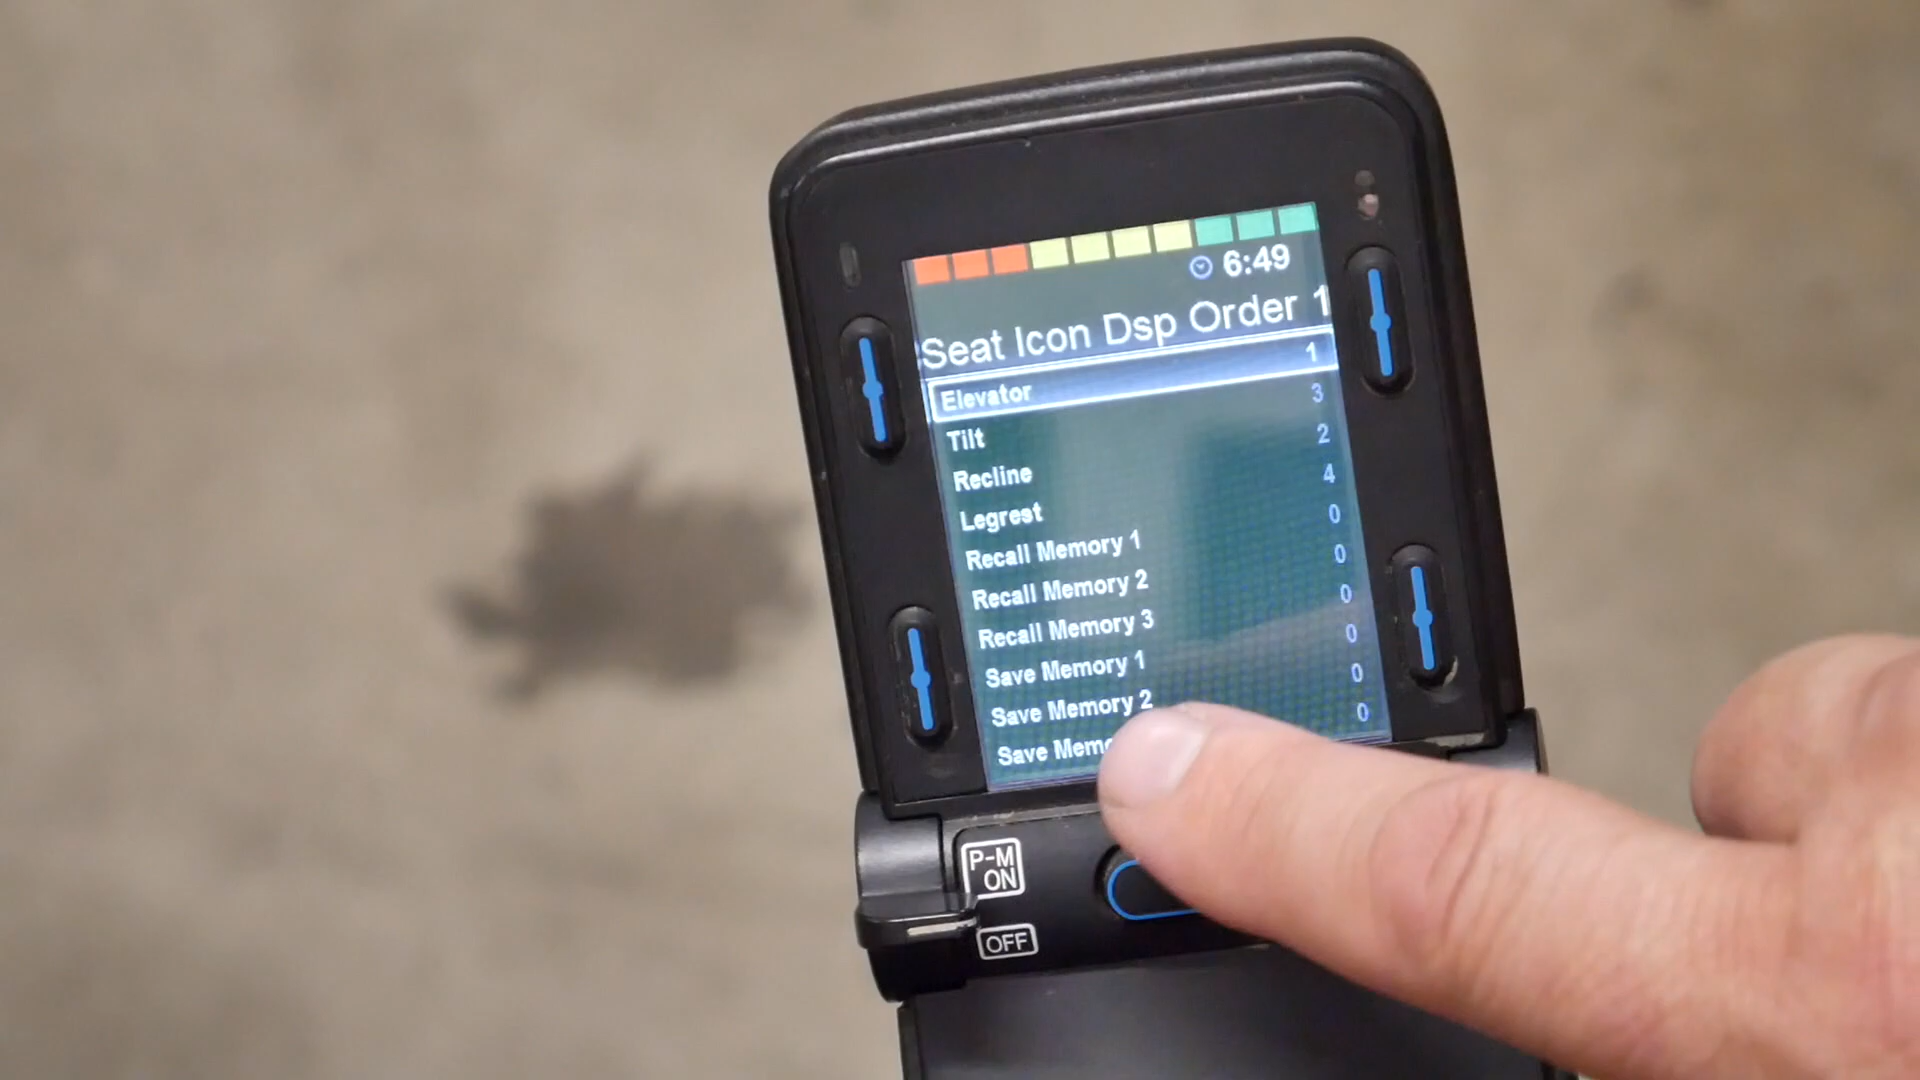 6:49
Seat Icon Dsp Order 1
Elevator 1
Tilt 3
Recline 2
Legrest 4
Recall Memory 1 0
Recall Memory 2 0
Recall Memory 3 0
Save Memory 1 0
Save Memory 2 0
Save 0
P-M
ON
OFF